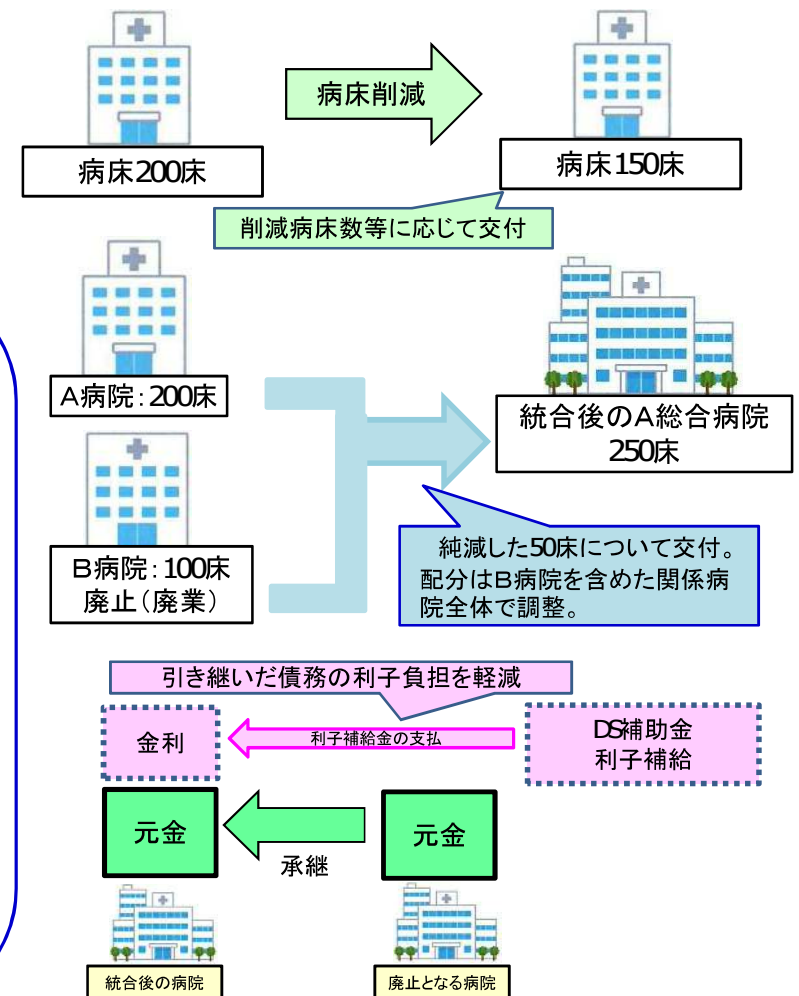 病床削減
病床200床
病床150床
削減病床数等に応じて交付
A病院:200床
B病院:100床
廃止(廃業)
統合後のA総合病院
250床
純減した50床について交付。
配分はB病院を含めた関係病
院全体で調整。
引き継いだ債務の利子負担を軽減
金利
利子補給金の支払
DS補助金
利子補給
元金
承継
元金
統合後の病院
廃止となる病院